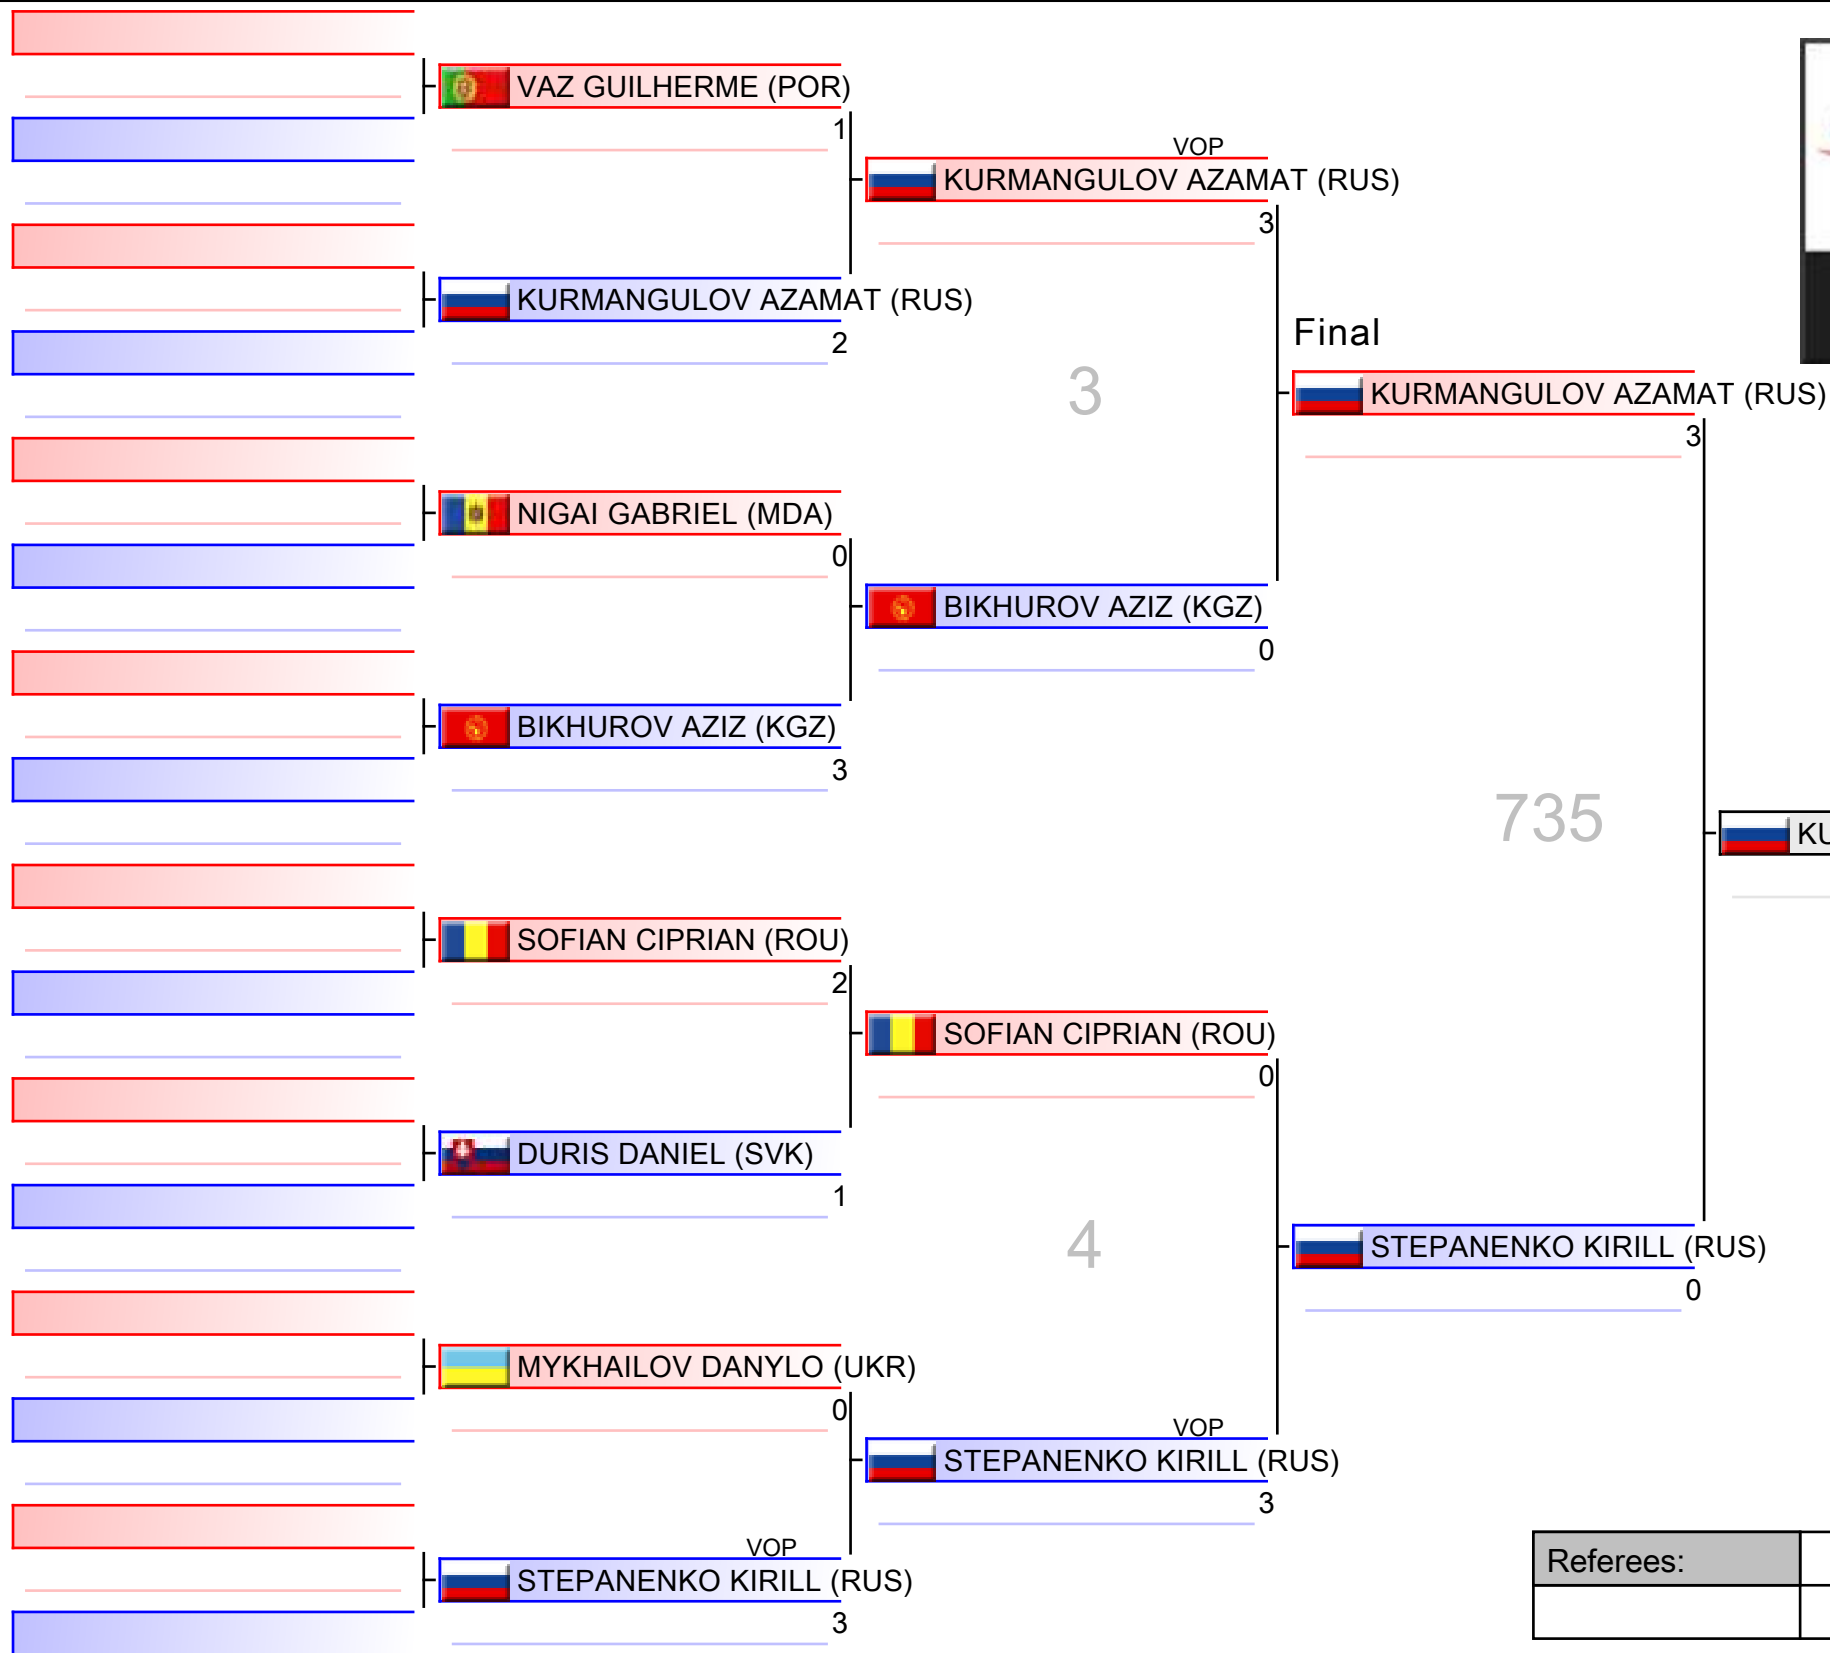 VAZ GUILHERME (POR)
1
VOP
KURMANGULOV AZAMAT (RUS)
3
KURMANGULOV AZAMAT (RUS)
2
Final
3
KURMANGULOV AZAMAT (RUS)
3
NIGAI GABRIEL (MDA)
0
BIKHUROV AZIZ (KGZ)
0
BIKHUROV AZIZ (KGZ)
3
735
KU
SOFIAN CIPRIAN (ROU)
2
SOFIAN CIPRIAN (ROU)
0
DURIS DANIEL (SVK)
1
4
STEPANENKO KIRILL (RUS)
0
MYKHAILOV DANYLO (UKR)
0
VOP
STEPANENKO KIRILL (RUS)
3
VOP
STEPANENKO KIRILL (RUS)
3
Referees: